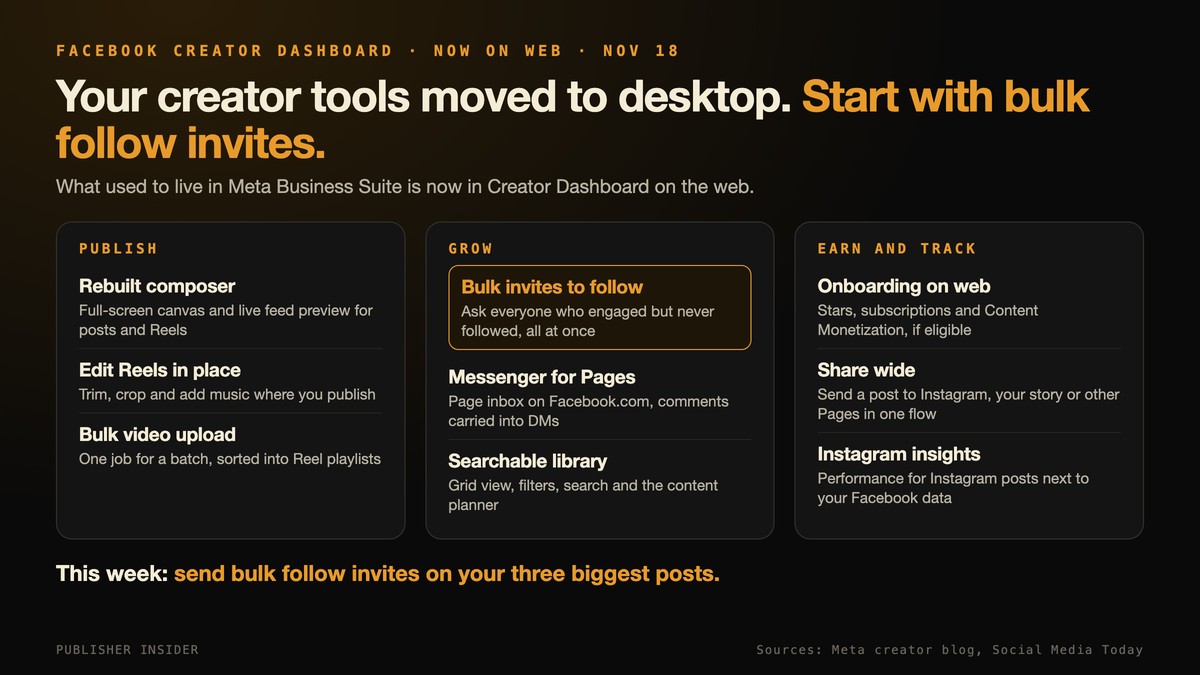 FACEBOOK CREATOR DASHBOARD · NOW ON WEB · NOV 18
Your creator tools moved to desktop. Start with bulk
follow invites.
What used to live in Meta Business Suite is now in Creator Dashboard on the web.
PUBLISH
Rebuilt composer
Full-screen canvas and live feed preview for
posts and Reels
Edit Reels in place
Trim, crop and add music where you publish
Bulk video upload
One job for a batch, sorted into Reel playlists
GROW
Bulk invites to follow
Ask everyone who engaged but never
followed, all at once
Messenger for Pages
Page inbox on Facebook.com, comments
carried into DMs
Searchable library
Grid view, filters, search and the content
planner
EARN AND TRACK
Onboarding on web
Stars, subscriptions and Content
Monetization, if eligible
Share wide
Send a post to Instagram, your story or other
Pages in one flow
Instagram insights
Performance for Instagram posts next to
your Facebook data
This week: send bulk follow invites on your three biggest posts.
PUBLISHER INSIDER
Sources: Meta creator blog, Social Media Today